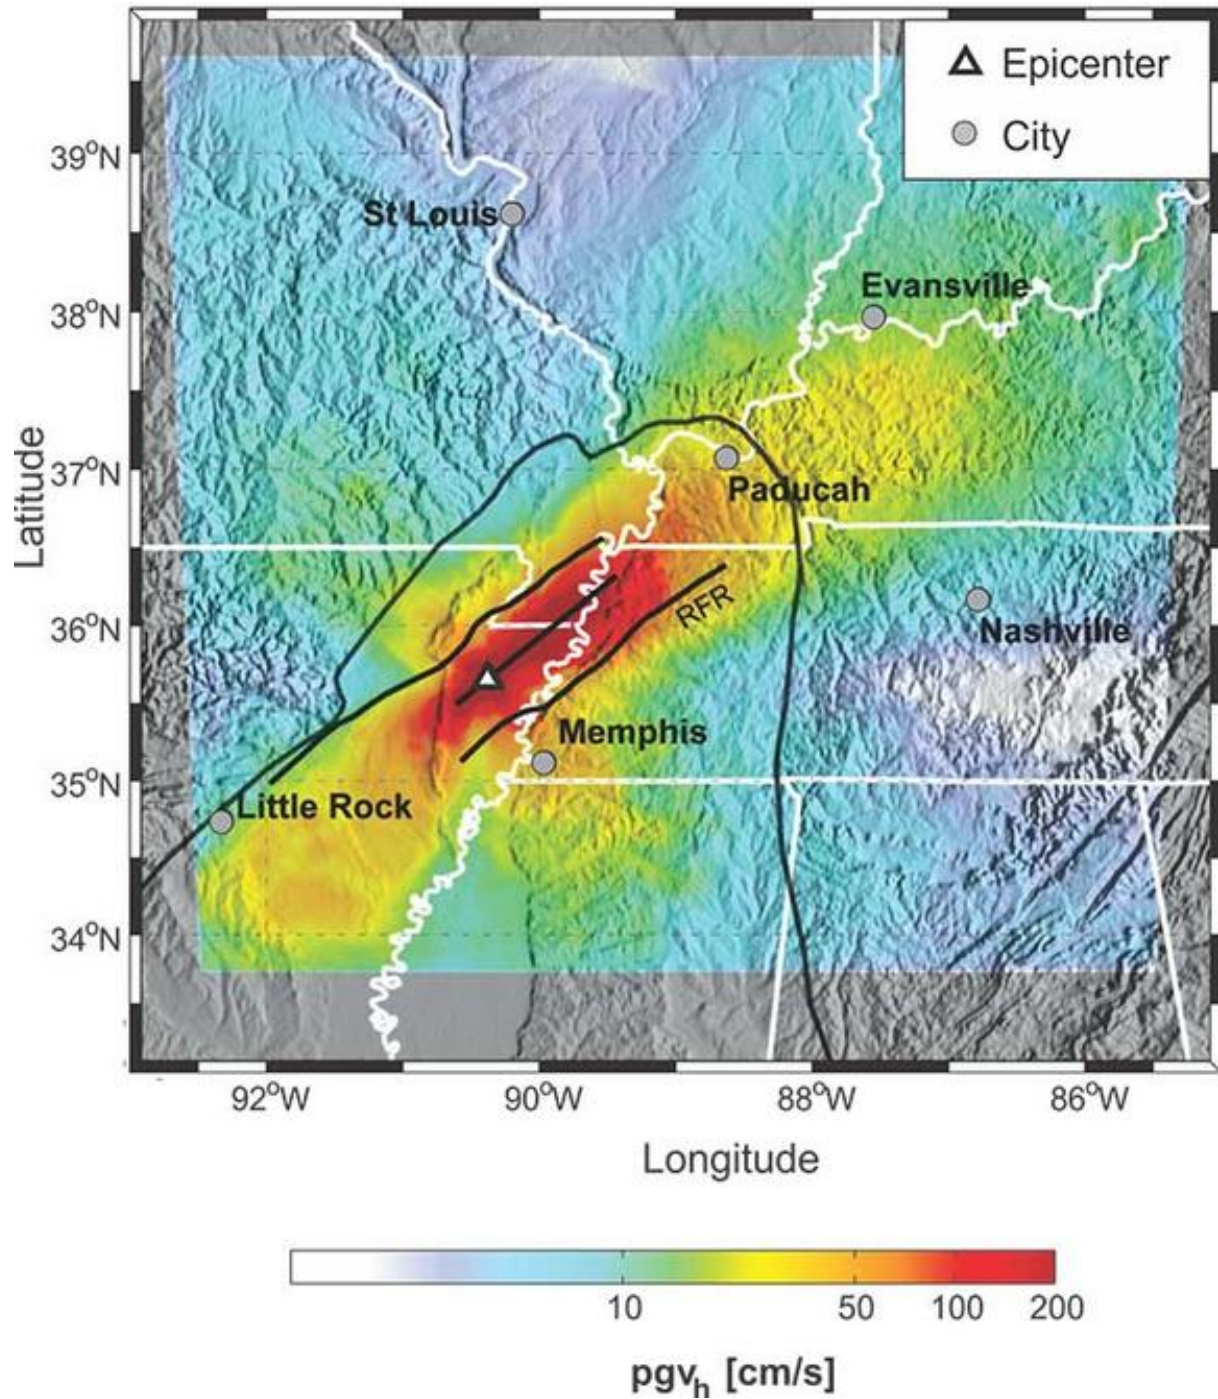 Epicenter
City
39°N
38°N
37°N
36°N
35°N
34°N
Latitude
St Louis
Evansville
Paducah
RFR
Nashville
Memphis
Little Rock
92°W 90°W 88°W 86°W
Longitude
10 50 100 200
pgvₕ [cm/s]